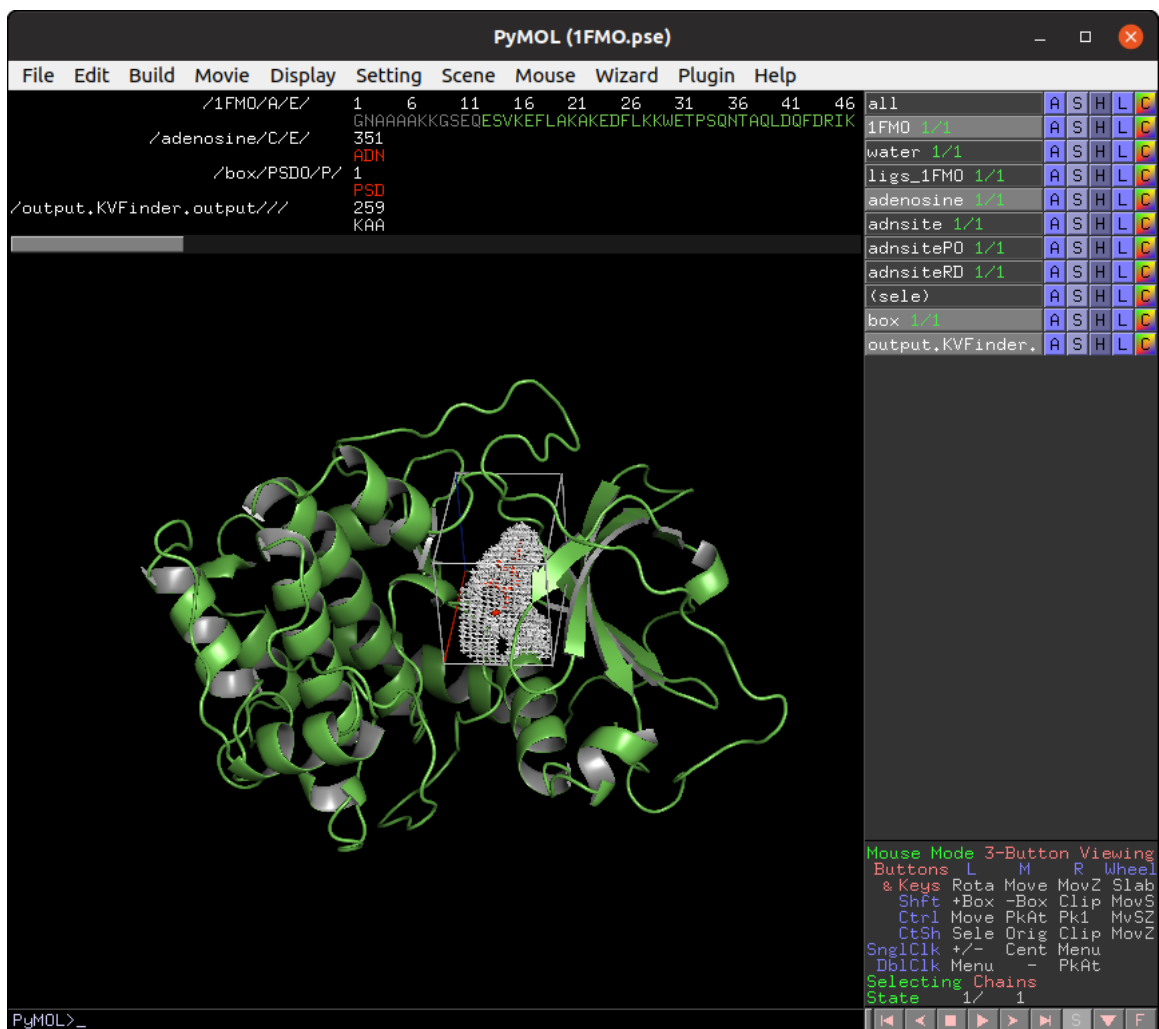 PyMOL (1FMO.pse)
File Edit Build Movie Display Setting Scene Mouse Wizard Plugin Help
/1FMO/A/E/ 1 6 11 16 21 26 31 36 41 46
GNAAAAKKGSEQESVKEFLAKAKEDFLKKWETPSQNTAQLDQFDRIK
/adenosine/C/E/ 351
ADN
/box/PSDO/P/ 1
PSD
/output.KVFinder.output/// 259
KAA
all A S H L C
1FMO 1/1 A S H L C
water 1/1 A S H L C
ligs_1FMO 1/1 A S H L C
adenosine 1/1 A S H L C
adnsite 1/1 A S H L C
adnsitePO 1/1 A S H L C
adnsiteRD 1/1 A S H L C
(sele) A S H L C
box 1/1 A S H L C
output.KVFinder. A S H L C
Mouse Mode 3-Button Viewing
Buttons L M R Wheel
& Keys Rota Move MovZ Slab
Shft +Box -Box Clip MovS
Ctrl Move PkAt Pk1 MvSZ
CtSh Sele Orig Clip MovZ
SnglClk +/- Cent Menu
DblClk Menu - PkAt
Selecting Chains
State 1/ 1
PyMOL>_
S F